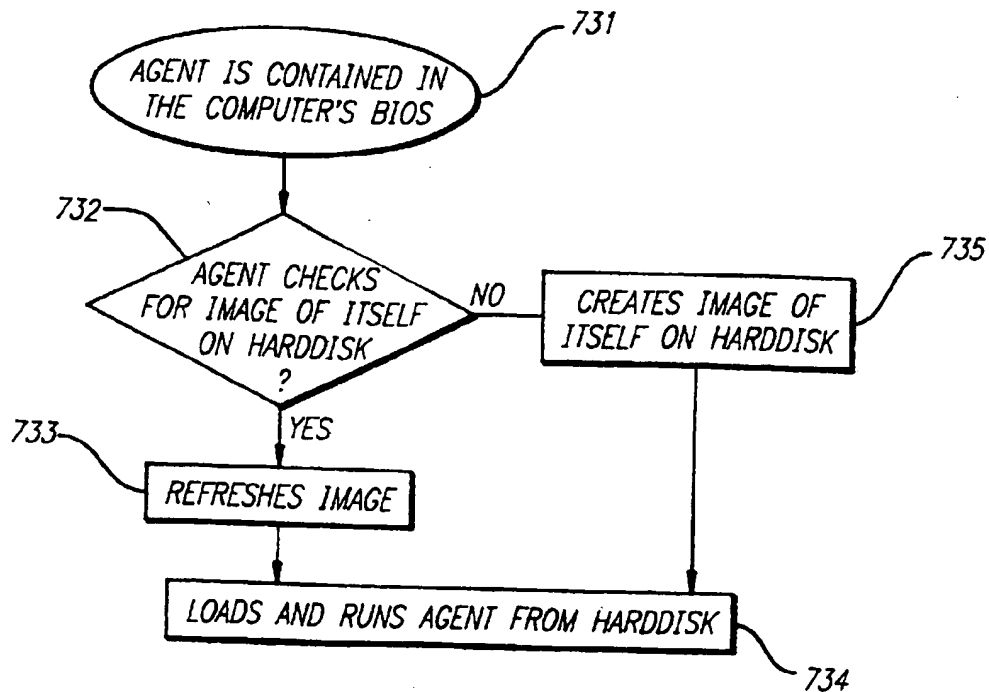 731
AGENT IS CONTAINED IN
THE COMPUTER'S BIOS
732
AGENT CHECKS
FOR IMAGE OF ITSELF
ON HARDDISK
?
NO
735
CREATES IMAGE OF
ITSELF ON HARDDISK
YES
733
REFRESHES IMAGE
LOADS AND RUNS AGENT FROM HARDDISK
734